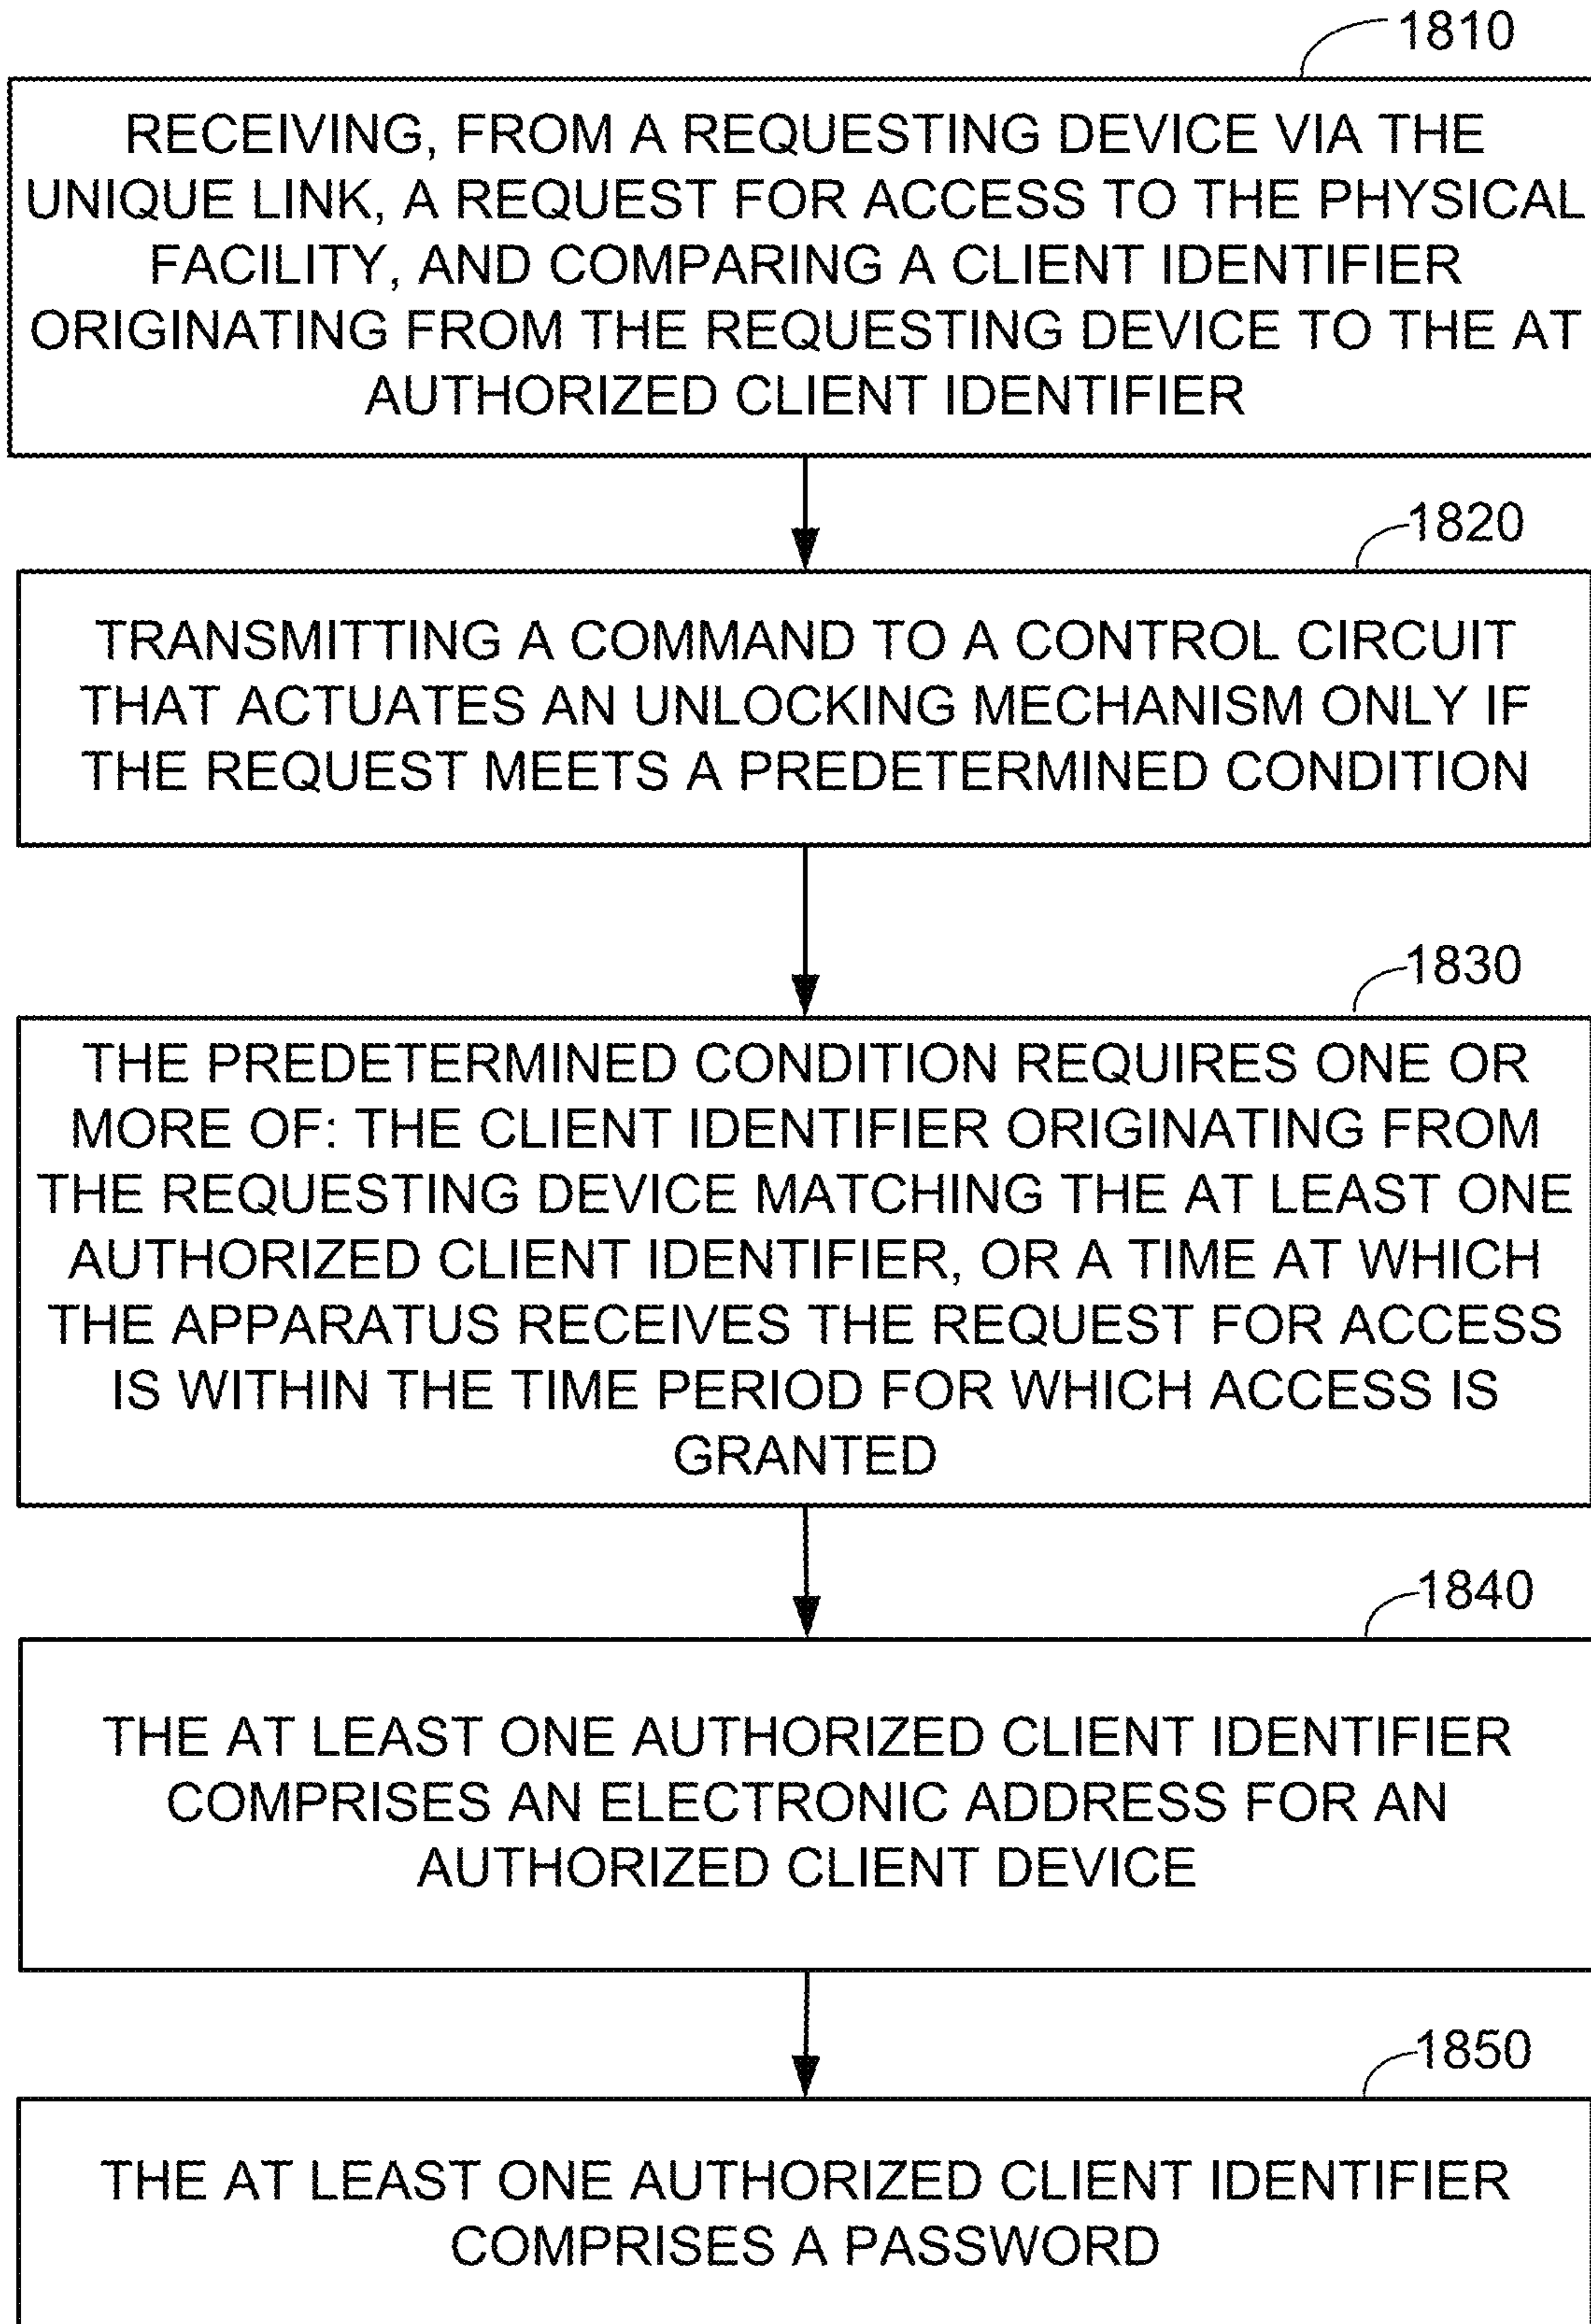 1810
RECEIVING, FROM A REQUESTING DEVICE VIA THE
UNIQUE LINK, A REQUEST FOR ACCESS TO THE PHYSICAL
FACILITY, AND COMPARING A CLIENT IDENTIFIER
ORIGINATING FROM THE REQUESTING DEVICE TO THE AT
AUTHORIZED CLIENT IDENTIFIER
1820
TRANSMITTING A COMMAND TO A CONTROL CIRCUIT
THAT ACTUATES AN UNLOCKING MECHANISM ONLY IF
THE REQUEST MEETS A PREDETERMINED CONDITION
1830
THE PREDETERMINED CONDITION REQUIRES ONE OR
MORE OF: THE CLIENT IDENTIFIER ORIGINATING FROM
THE REQUESTING DEVICE MATCHING THE AT LEAST ONE
AUTHORIZED CLIENT IDENTIFIER, OR A TIME AT WHICH
THE APPARATUS RECEIVES THE REQUEST FOR ACCESS
IS WITHIN THE TIME PERIOD FOR WHICH ACCESS IS
GRANTED
1840
THE AT LEAST ONE AUTHORIZED CLIENT IDENTIFIER
COMPRISES AN ELECTRONIC ADDRESS FOR AN
AUTHORIZED CLIENT DEVICE
1850
THE AT LEAST ONE AUTHORIZED CLIENT IDENTIFIER
COMPRISES A PASSWORD